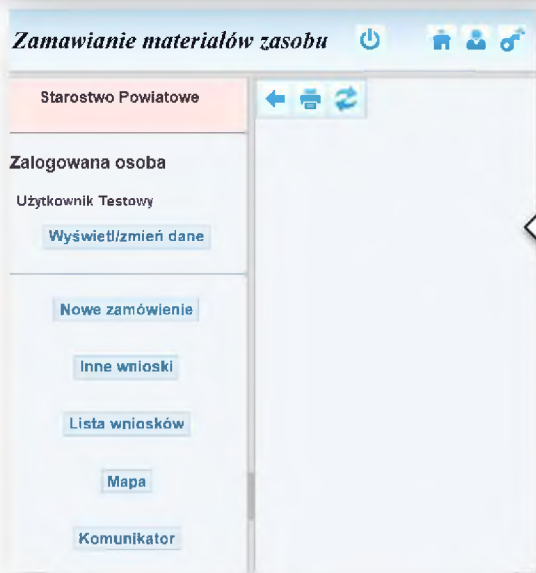 Zamawianie materiałów zasobu
Starostwo Powiatowe
Zalogowana osoba
Użytkownik Testowy
Wyświetl/zmień dane
Nowe zamówienie
Inne wnioski
Lista wniosków
Mapa
Komunikator